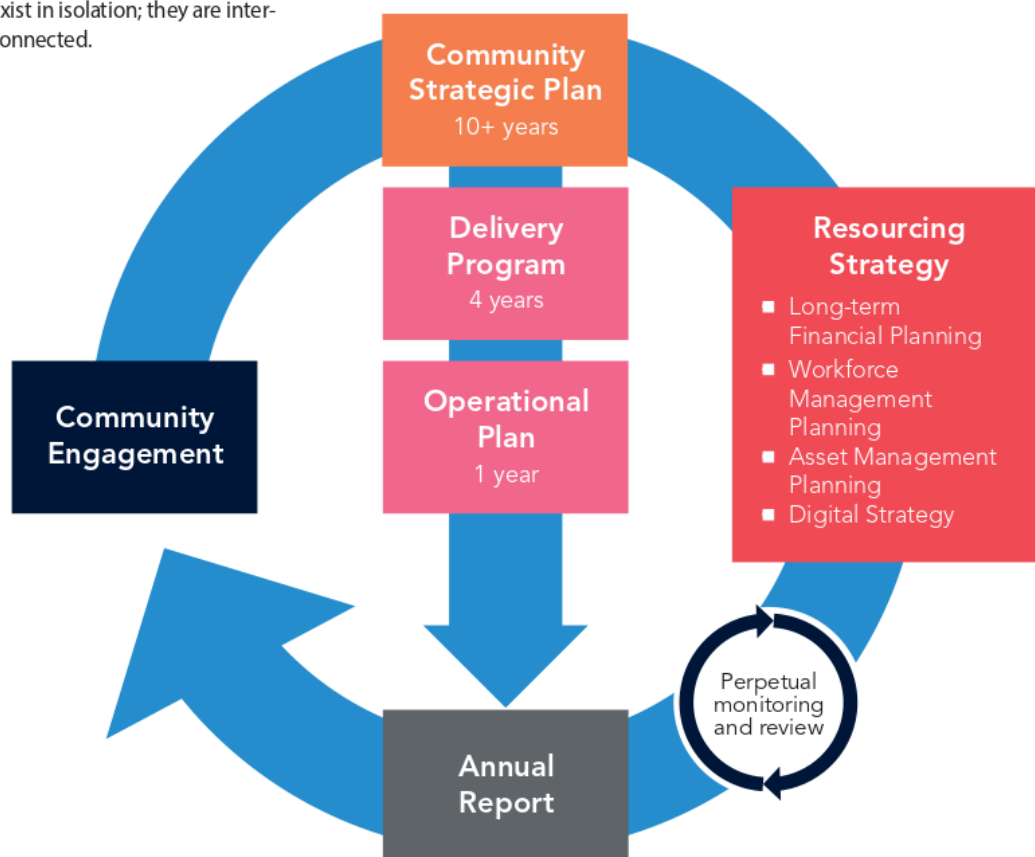 xist in isolation; they are inter-
onnected.
Community
Strategic Plan
10+ years
Delivery
Program
4 years
Operational
Plan
1 year
Community
Engagement
Resourcing
Strategy
Long-term
Financial Planning
Workforce
Management
Planning
Asset Management
Planning
Digital Strategy
Perpetual
monitoring
and review
Annual
Report